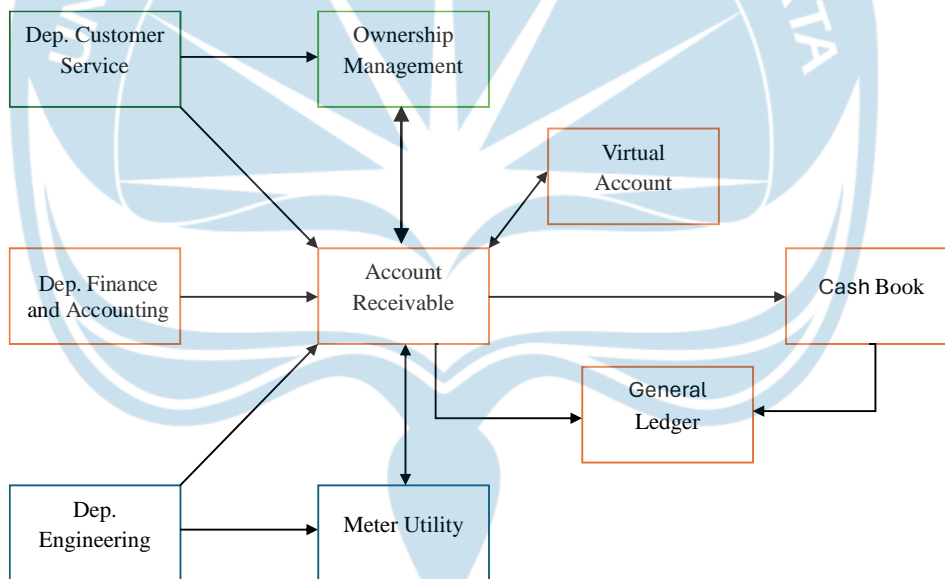 Dep. Customer
Service
Ownership
Management
Virtual
Account
Dep. Finance
and Accounting
Account
Receivable
Cash Book
General
Ledger
Dep.
Engineering
Meter Utility